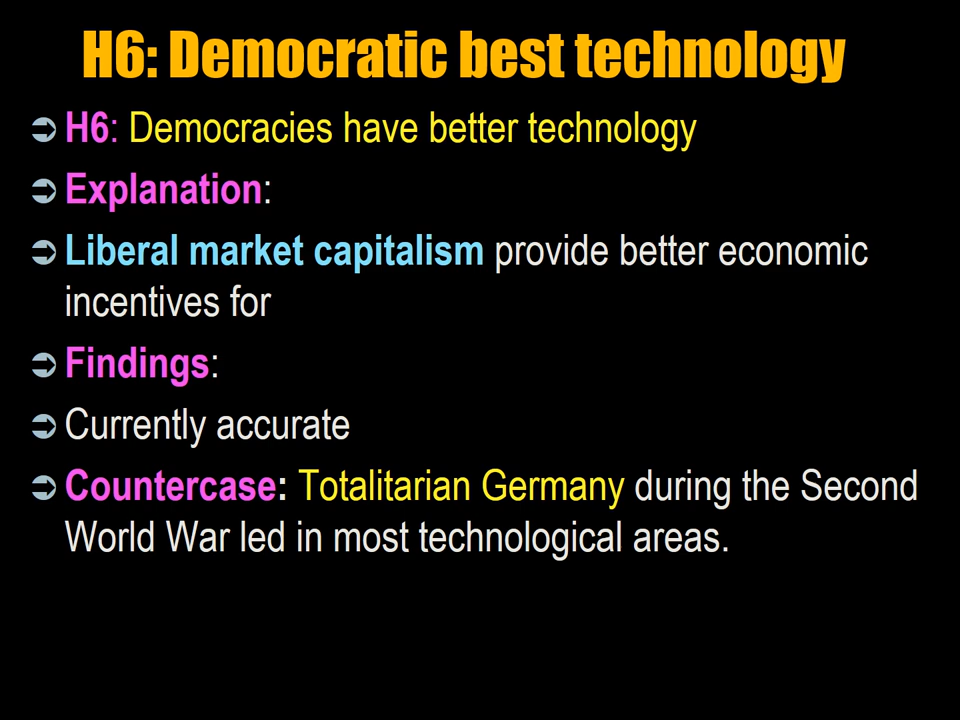 H6: Democratic best technology
H6: Democracies have better technology
Explanation:
Liberal market capitalism provide better economic
incentives for
Findings:
Currently accurate
Countercase: Totalitarian Germany during the Second
World War led in most technological areas.